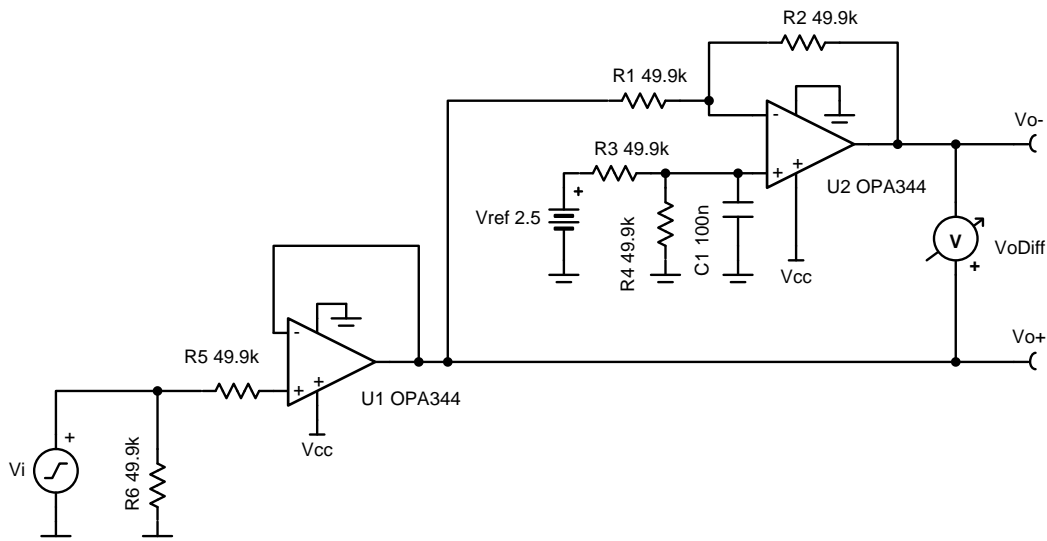 R2 49.9k
R1 49.9k
-
+
+
U2 OPA344
Vo-
R3 49.9k
+
Vref 2.5
R4 49.9k
C1 100n
Vcc
V
+
VoDiff
Vo+
-
+
+
U1 OPA344
R5 49.9k
Vcc
+
Vi
R6 49.9k